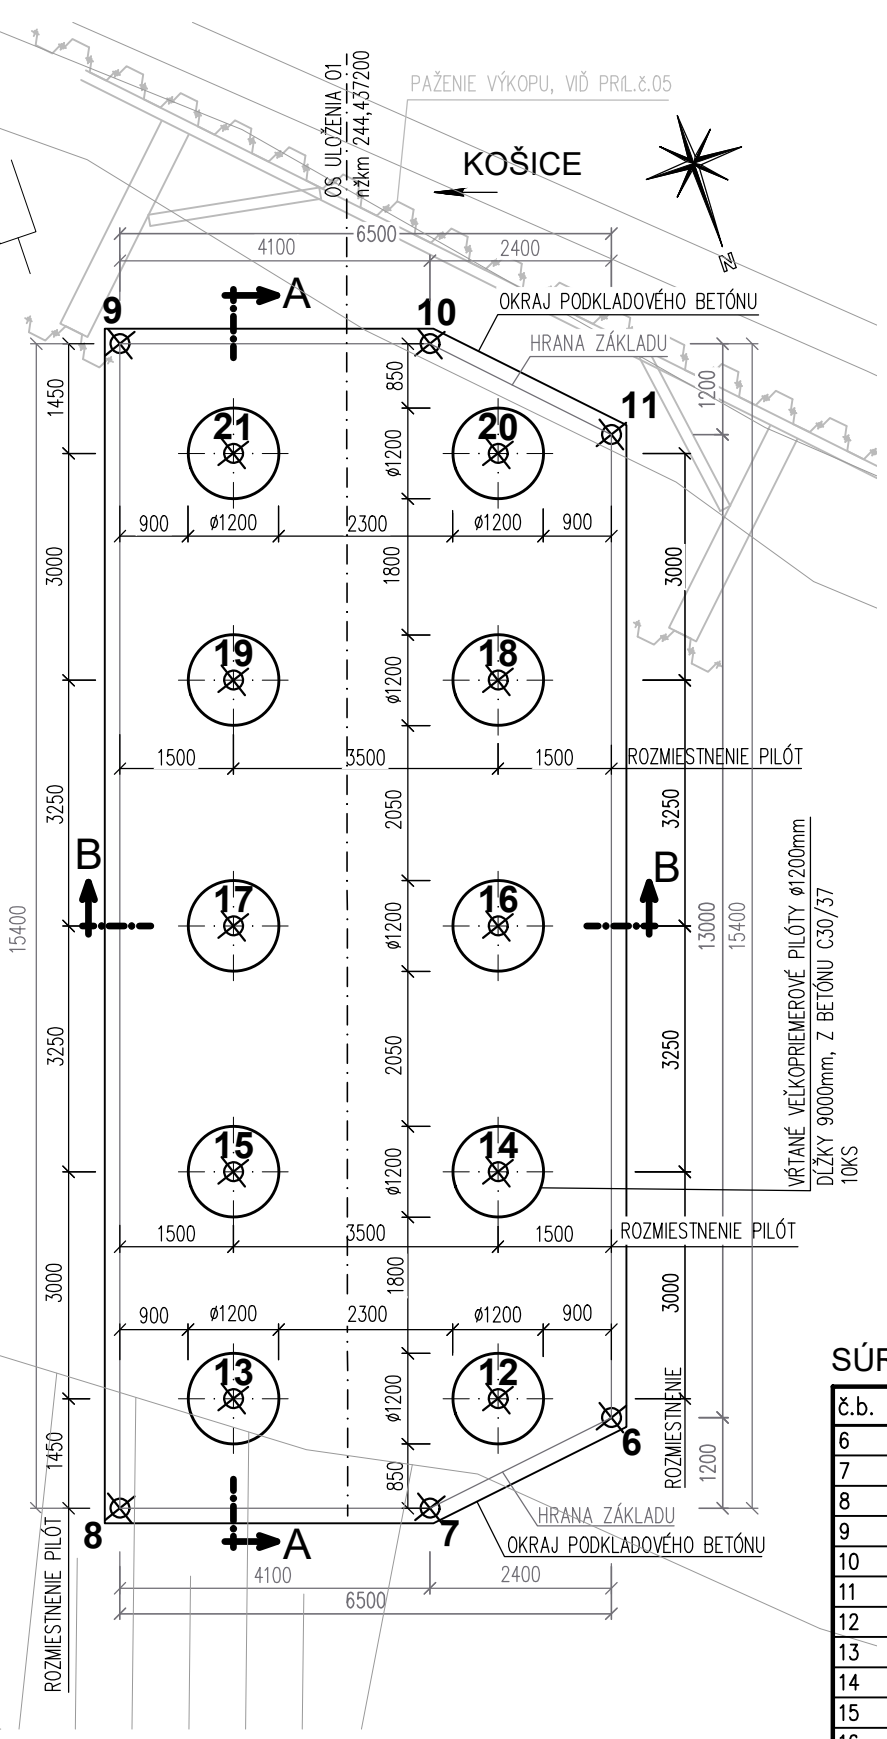 OS ULOŽENIA 01
nžkm 244,437200
PAŽENIE VÝKOPU, VIĎ PRÍL.č.05
KOŠICE
N
6500
4100
2400
A
9
10
OKRAJ PODKLADOVÉHO BETÓNU
HRANA ZÁKLADU
11
1450
850
1200
21
20
ø1200
900
ø1200
2300
ø1200
900
3000
1800
3000
19
18
ø1200
1500
3500
1500
ROZMIESTNENIE PILÓT
3250
2050
3250
B
B
17
16
ø1200
15400
13000
15400
VŔTANÉ VEĽKOPRIEMEROVÉ PILÓTY ø1200mm
DĹŽKY 9000mm, Z BETÓNU C30/37
10KS
3250
2050
3250
15
14
ø1200
1500
3500
1500
ROZMIESTNENIE PILÓT
3000
1800
3000
900
ø1200
2300
ø1200
900
13
12
ø1200
ROZMIESTNENIE
6
1450
850
1200
8
7
HRANA ZÁKLADU
A
OKRAJ PODKLADOVÉHO BETÓNU
ROZMIESTNENIE PILÓT
4100
2400
6500
SÚR
č.b.
6
7
8
9
10
11
12
13
14
15